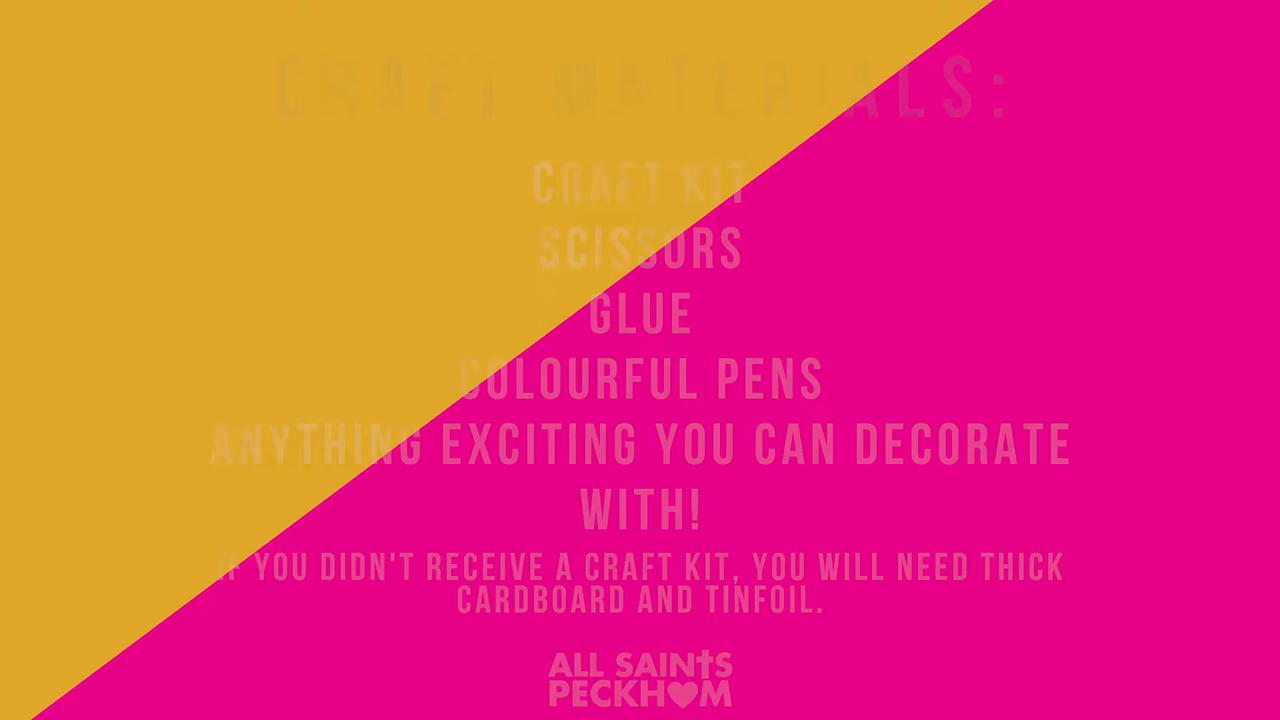 CRAFT MATERIALS:
CRAFT KIT
SCISSORS
GLUE
COLOURFUL PENS
ANYTHING EXCITING YOU CAN DECORATE
WITH!
IF YOU DIDN'T RECEIVE A CRAFT KIT, YOU WILL NEED THICK
CARDBOARD AND TINFOIL.
ALL SAINTS
PECKHAM